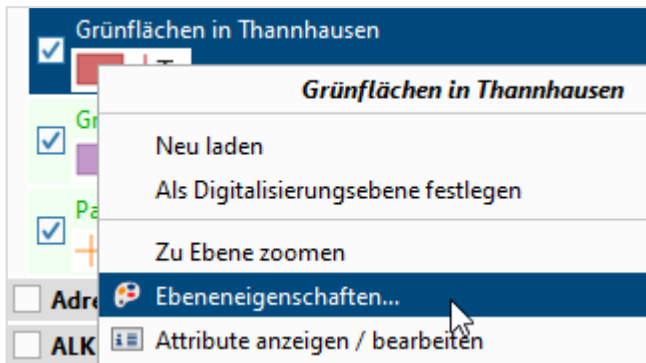 Grünflächen in Thannhausen
Grünflächen in Thannhausen
Neu laden
Als Digitalisierungsebene festlegen
Zu Ebene zoomen
Ebeneneigenschaften...
Attribute anzeigen / bearbeiten
ALK